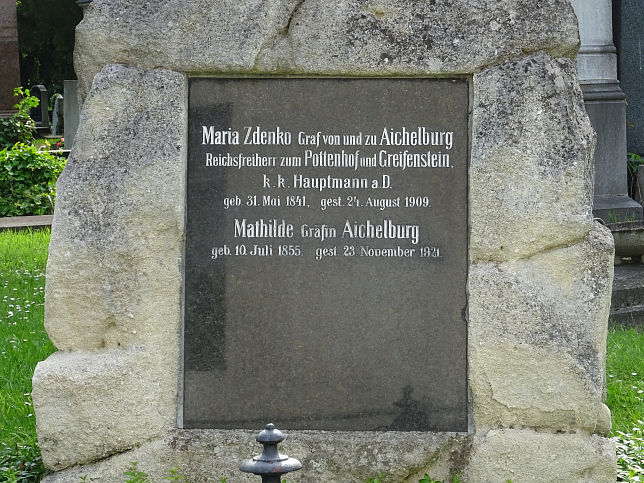 Maria Zdenko Graf von und zu Aichelburg
Reichsfreiherr zum Pottenhof und Greifenstein,
k. k. Hauptmann a. D.
geb. 31. Mai 1841, gest. 24. August 1909.
Mathilde Gräfin Aichelburg
geb. 10. Juli 1855, gest. 23. November 1921.